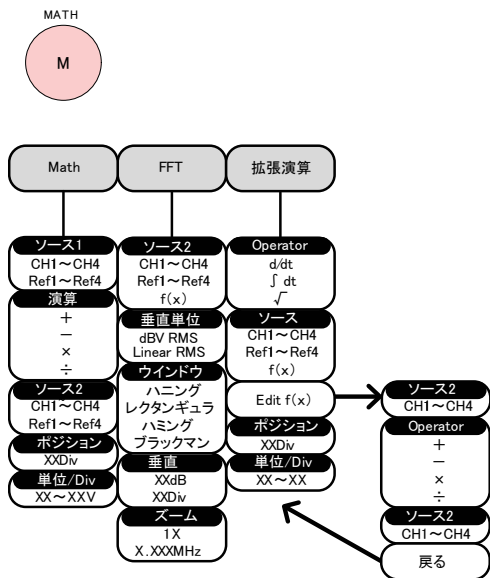 MATH
M
Math
ソース1
CH1～CH4
Ref1～Ref4
演算
＋
－
×
÷
ソース2
CH1～CH4
Ref1～Ref4
ポジション
XXDiv
単位/Div
XX～XXV
FFT
ソース2
CH1～CH4
Ref1～Ref4
f(x)
垂直単位
dBV RMS
Linear RMS
ウインドウ
ハニング
レクタンギュラ
ハミング
ブラックマン
垂直
XXdB
XXDiv
ズーム
1X
X.XXXMHz
拡張演算
Operator
d/dt
∫ dt
√
ソース
CH1～CH4
Ref1～Ref4
f(x)
Edit f(x)
ポジション
XXDiv
単位/Div
XX～XX
ソース2
CH1～CH4
Operator
＋
－
×
÷
ソース2
CH1～CH4
戻る